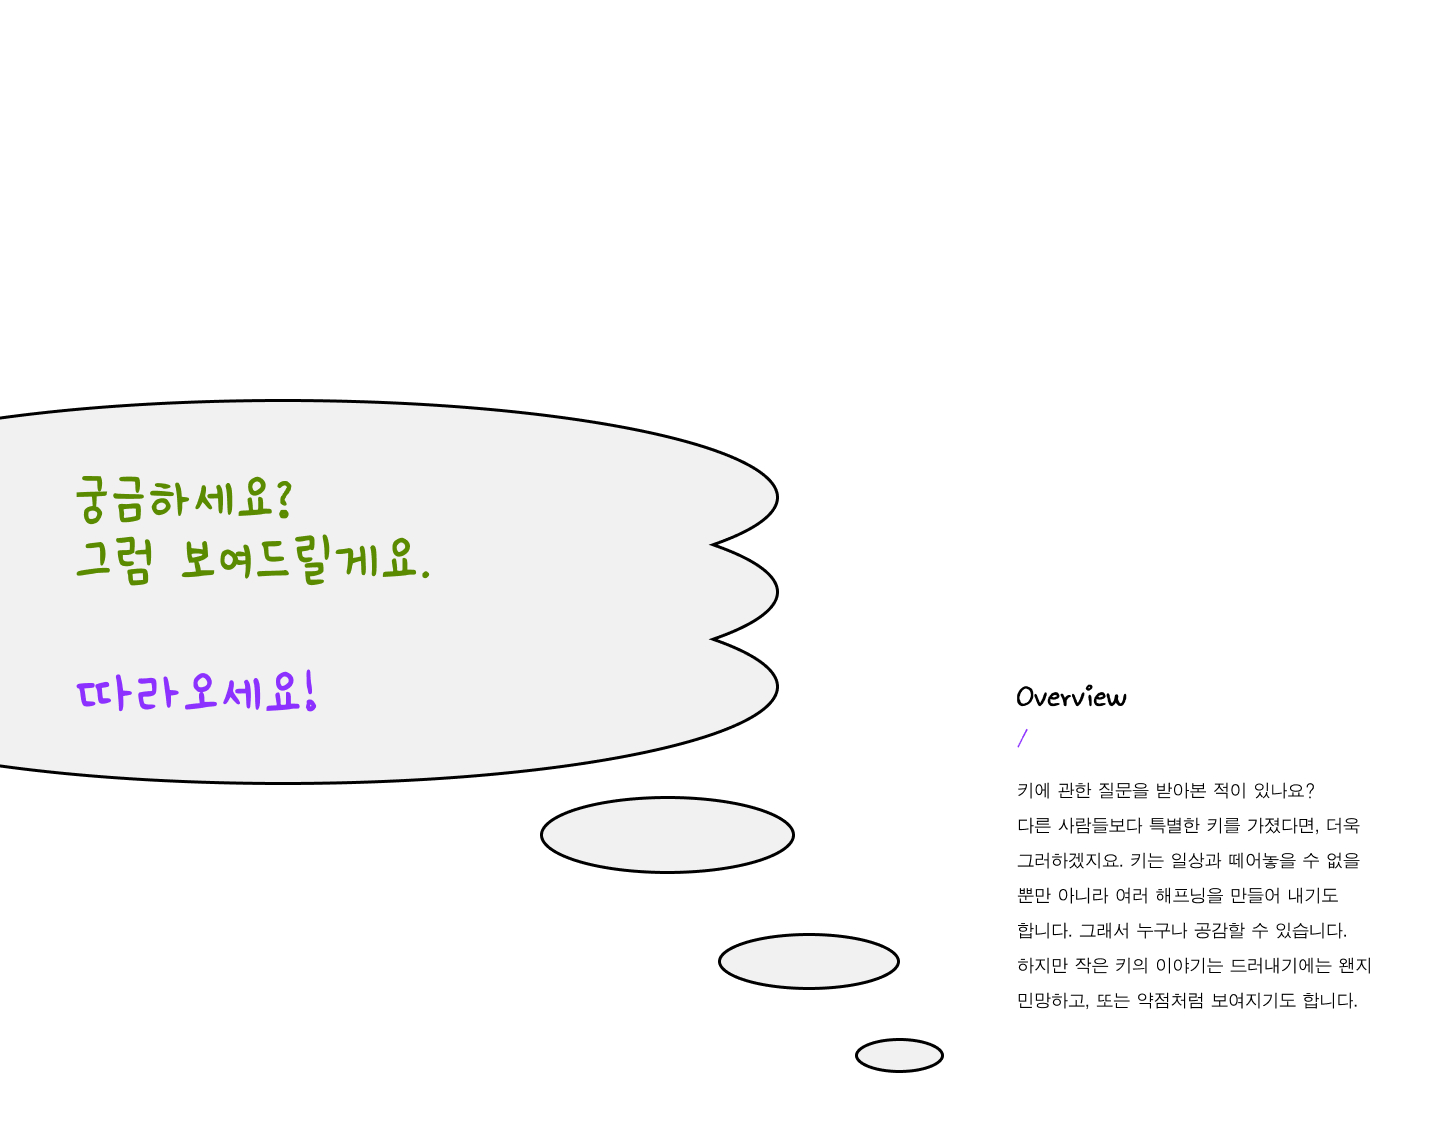 궁금하세요?
그럼 보여드릴게요.
따라오세요!
Overview
/
키에 관한 질문을 받아본 적이 있나요?
다른 사람들보다 특별한 키를 가졌다면, 더욱
그러하겠지요. 키는 일상과 떼어놓을 수 없을
뿐만 아니라 여러 해프닝을 만들어 내기도
합니다. 그래서 누구나 공감할 수 있습니다.
하지만 작은 키의 이야기는 드러내기에는 왠지
민망하고, 또는 약점처럼 보여지기도 합니다.